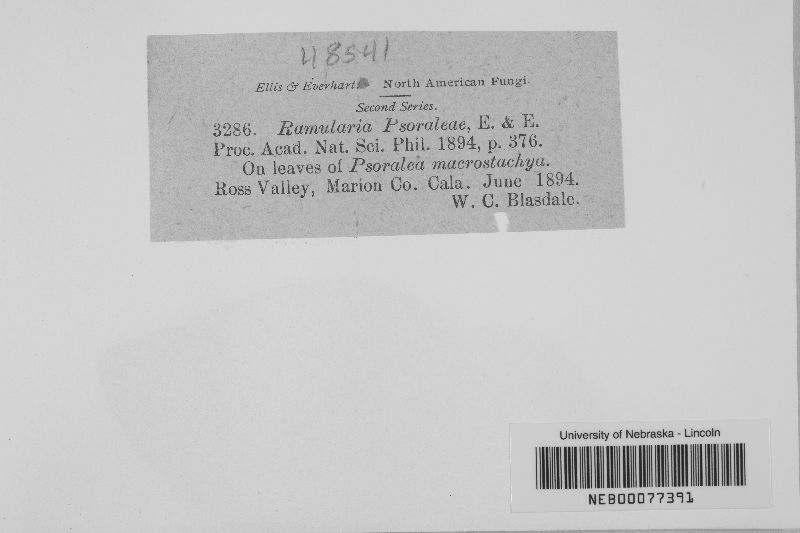 48541
Ellis & Everhart North American Fungi.
Second Series.
3286. Ramularia Psoraleae, E. & E.
Proc. Acad. Nat. Sci. Phil. 1894, p. 376.
On leaves of Psoralea macrostachya.
Ross Valley, Marion Co. Cala. June 1894.
W. C. Blasdale.
University of Nebraska - Lincoln
NEB00077391